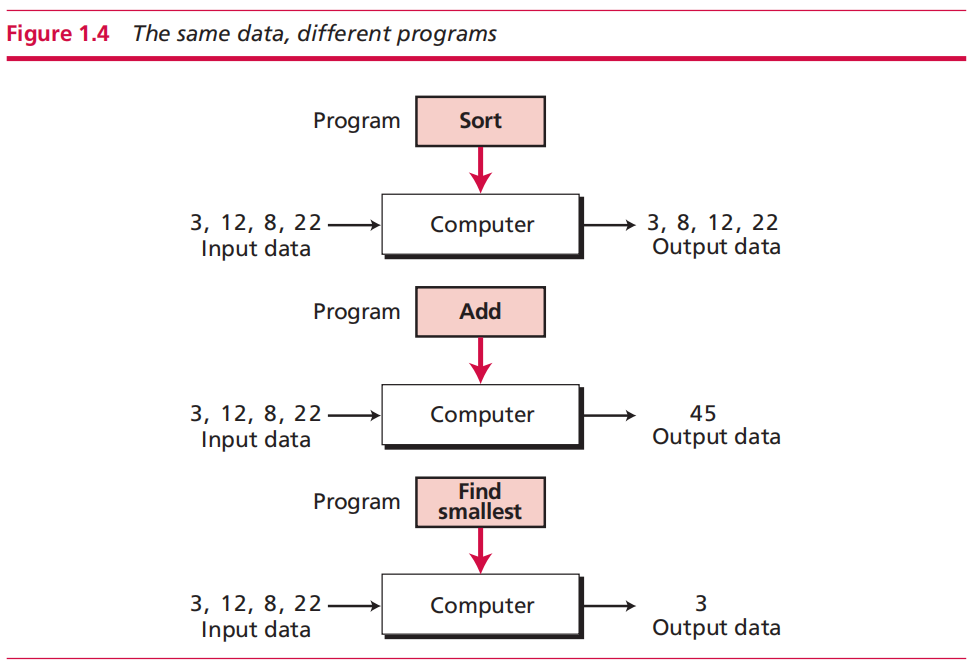 Figure 1.4 The same data, different programs
Program
Sort
3, 12, 8, 22
Input data
Computer
3, 8, 12, 22
Output data
Program
Add
3, 12, 8, 22
Input data
Computer
45
Output data
Program
Find
smallest
3, 12, 8, 22
Input data
Computer
3
Output data